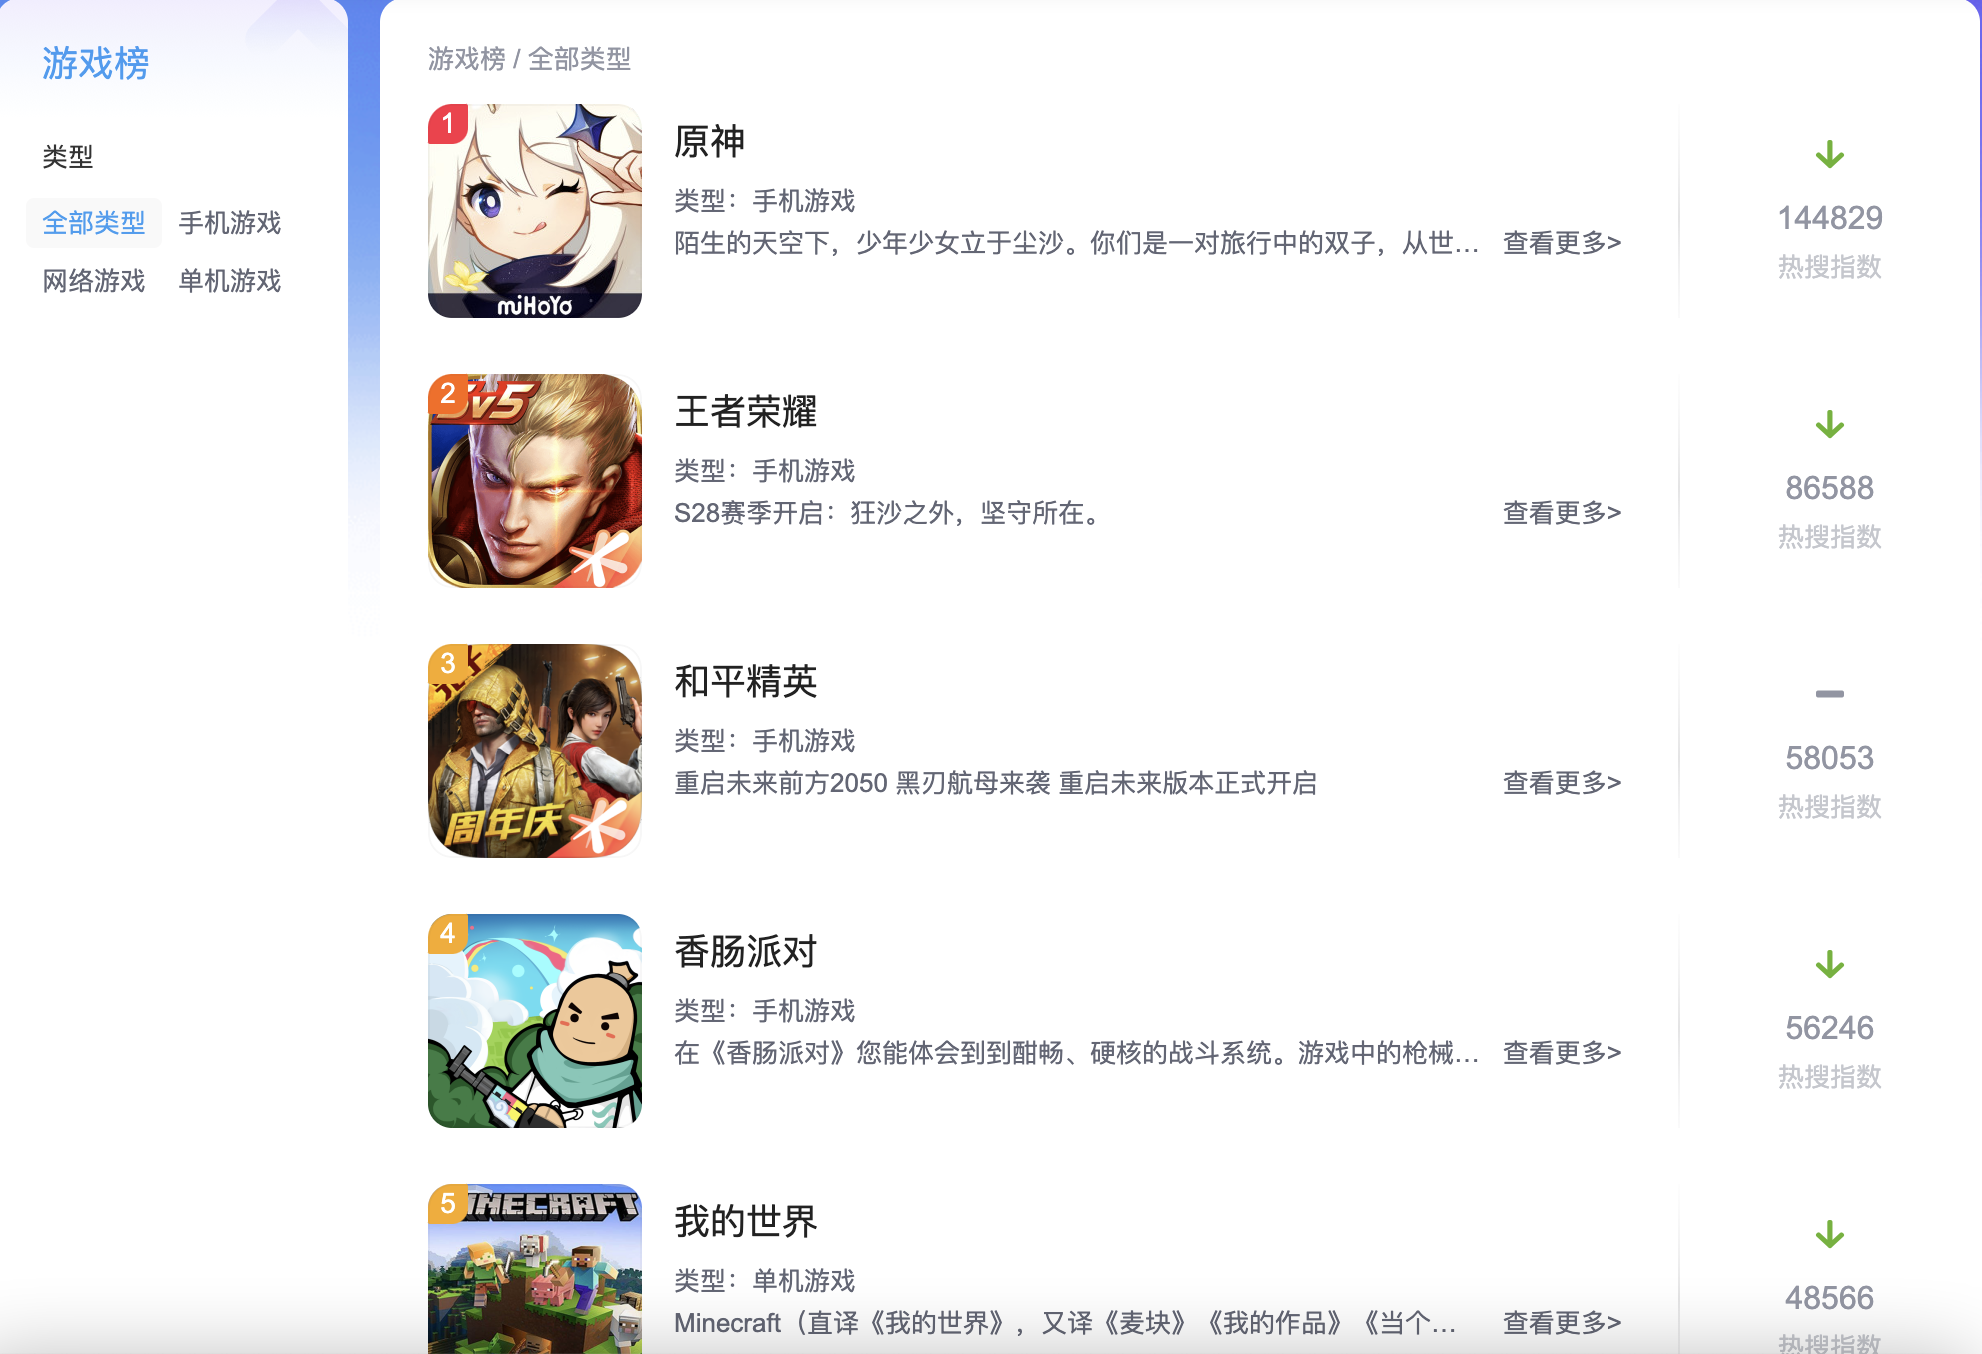 游戏榜
类型
全部类型 手机游戏
网络游戏 单机游戏
游戏榜 / 全部类型
1
miHoYo
原神
类型：手机游戏
陌生的天空下，少年少女立于尘沙。你们是一对旅行中的双子，从世... 查看更多>
144829
热搜指数
2
5v5
王者荣耀
类型：手机游戏
S28赛季开启：狂沙之外，坚守所在。 查看更多>
86588
热搜指数
3
周年庆
和平精英
类型：手机游戏
重启未来前方2050 黑刃航母来袭 重启未来版本正式开启 查看更多>
58053
热搜指数
4
香肠派对
类型：手机游戏
在《香肠派对》您能体会到到酣畅、硬核的战斗系统。游戏中的枪械... 查看更多>
56246
热搜指数
5
MINECRAFT
我的世界
类型：单机游戏
Minecraft（直译《我的世界》，又译《麦块》《我的作品》《当个... 查看更多>
48566
热搜指数